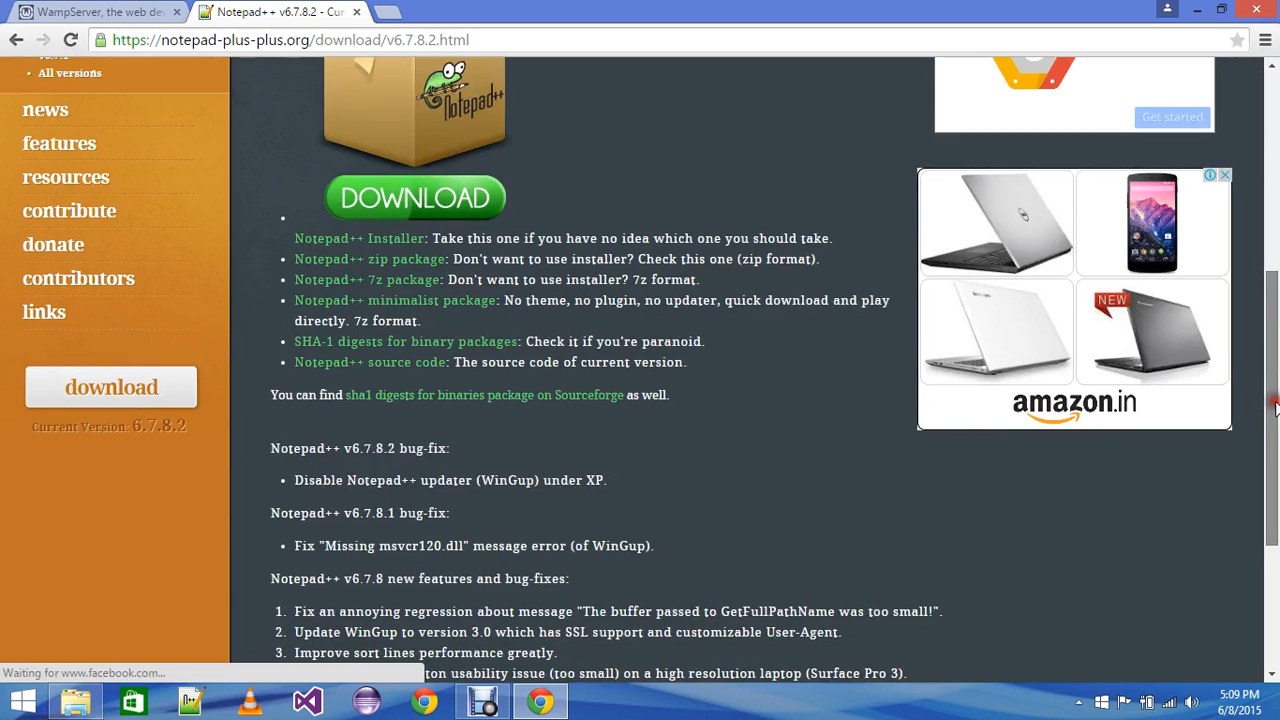 WampServer, the web de
Notepad++ v6.7.8.2 - Cur
https://notepad-plus-plus.org/download/v6.7.8.2.html
All versions
news
features
resources
contribute
donate
contributors
links
download
Current Version: 6.7.8.2
Notepad++
DOWNLOAD
Notepad++ Installer: Take this one if you have no idea which one you should take.
Notepad++ zip package: Don't want to use installer? Check this one (zip format).
Notepad++ 7z package: Don't want to use installer? 7z format.
Notepad++ minimalist package: No theme, no plugin, no updater, quick download and play
directly. 7z format.
SHA-1 digests for binary packages: Check it if you're paranoid.
Notepad++ source code: The source code of current version.
You can find sha1 digests for binaries package on Sourceforge as well.
Notepad++ v6.7.8.2 bug-fix:
Disable Notepad++ updater (WinGup) under XP.
Notepad++ v6.7.8.1 bug-fix:
Fix "Missing msvcr120.dll" message error (of WinGup).
Notepad++ v6.7.8 new features and bug-fixes:
1. Fix an annoying regression about message "The buffer passed to GetFullPathName was too small!".
2. Update WinGup to version 3.0 which has SSL support and customizable User-Agent.
3. Improve sort lines performance greatly.
ton usability issue (too small) on a high resolution laptop (Surface Pro 3).
Get started
NEW
amazon.in
Waiting for www.facebook.com...
5:09 PM
6/8/2015